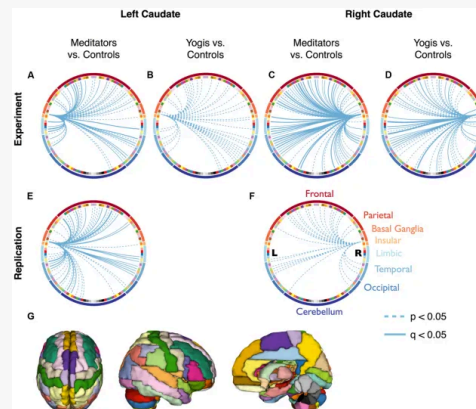 Left Caudate
Right Caudate
Meditators
vs. Controls
Yogis vs.
Controls
Meditators
vs. Controls
Yogis vs.
Controls
A
B
C
D
Experiment
E
F
Replication
Frontal
Parietal
Basal Ganglia
Insular
Limbic
Temporal
Occipital
Cerebellum
L
R
p < 0.05
q < 0.05
G